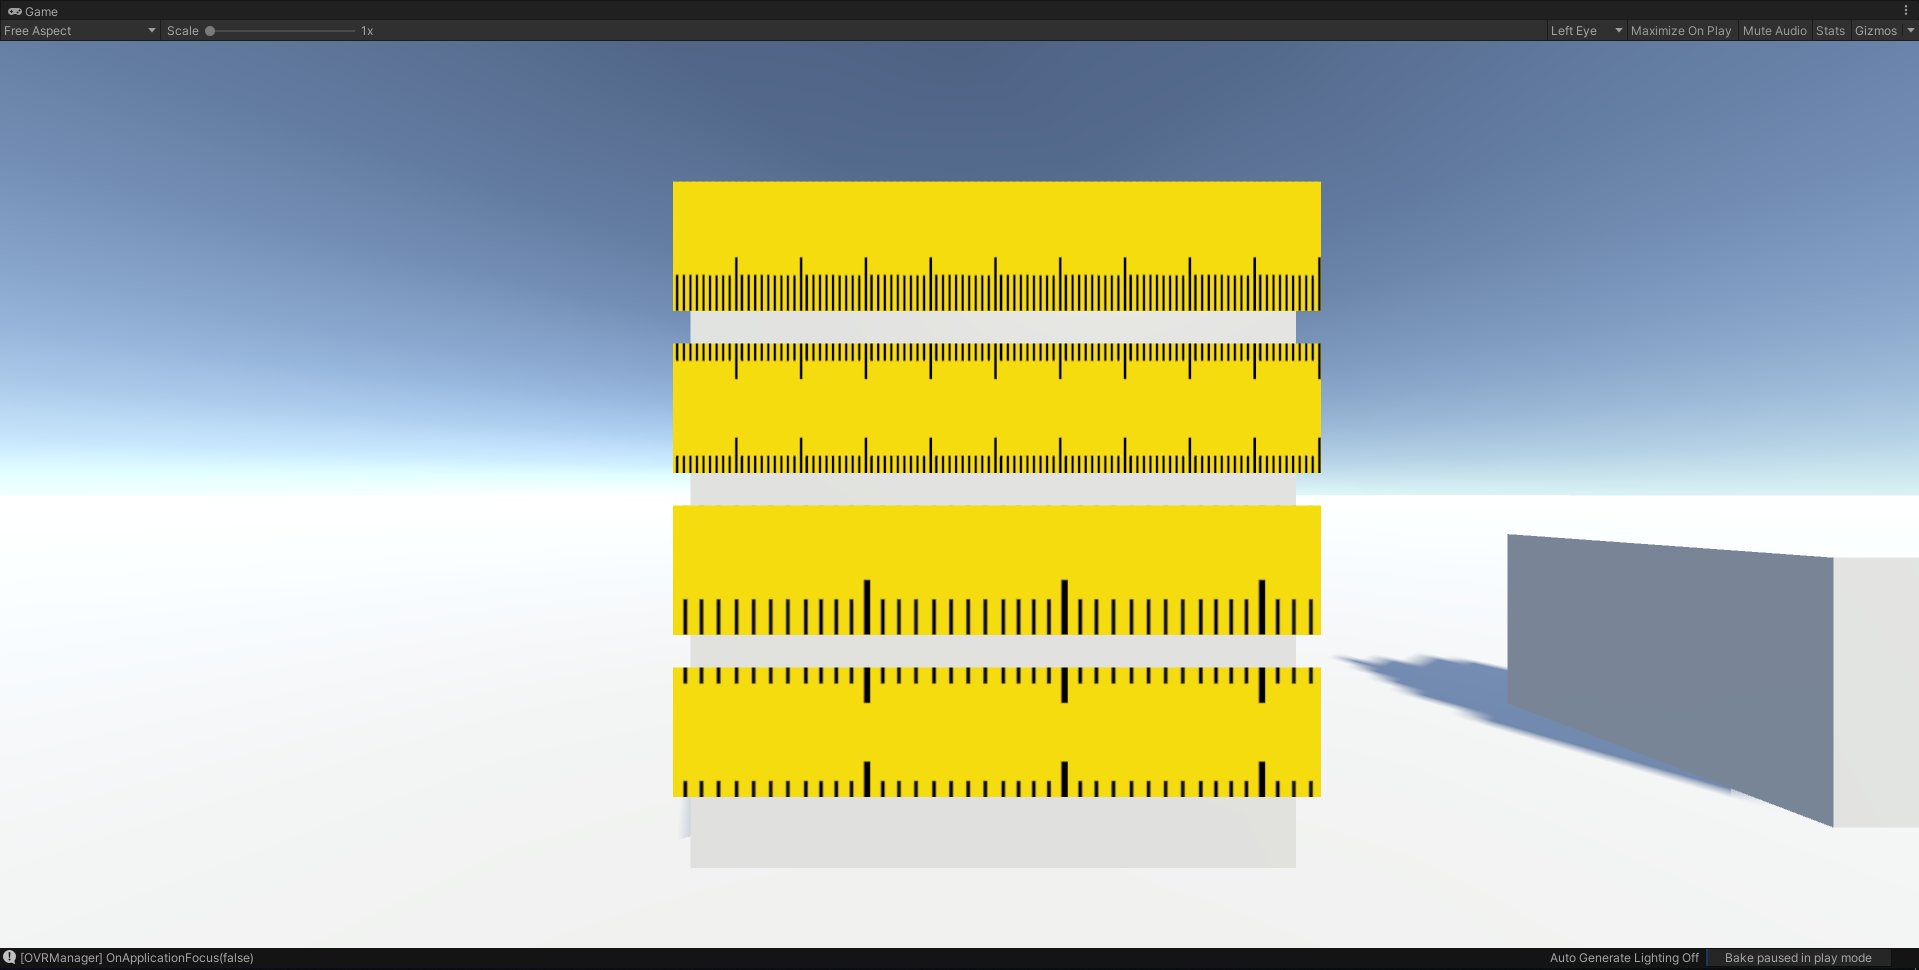 Game
Free Aspect Scale 1x Left Eye Maximize On Play Mute Audio Stats Gizmos
[OVRManager] OnApplicationFocus(false) Auto Generate Lighting Off Bake paused in play mode